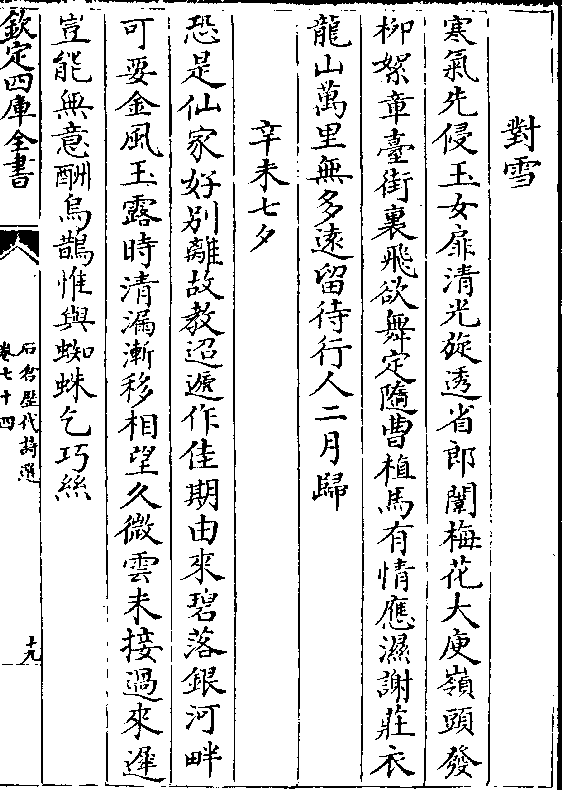 對雪
寒氣先侵玉女扉清光旋透省郎闈梅花大庾嶺頭發
柳絮章臺街裏飛欲舞定隨曹植馬有情應濕謝莊衣
龍山萬里無多遠留待行人二月歸
辛未七夕
恐是仙家好別離故教迢遞作佳期由來碧落銀河畔
可要金風玉露時清漏漸移相望久微雲未接過來遲
豈能無意酬烏鵲惟與蜘蛛乞巧絲
欽定四庫全書
石倉歷代詩選
卷七十四
十九